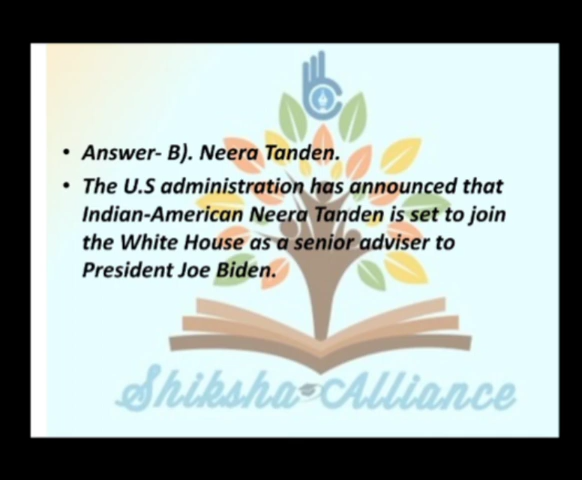 • Answer- B). Neera Tanden.
• The U.S administration has announced that
Indian-American Neera Tanden is set to join
the White House as a senior adviser to
President Joe Biden.
Shiksha Alliance